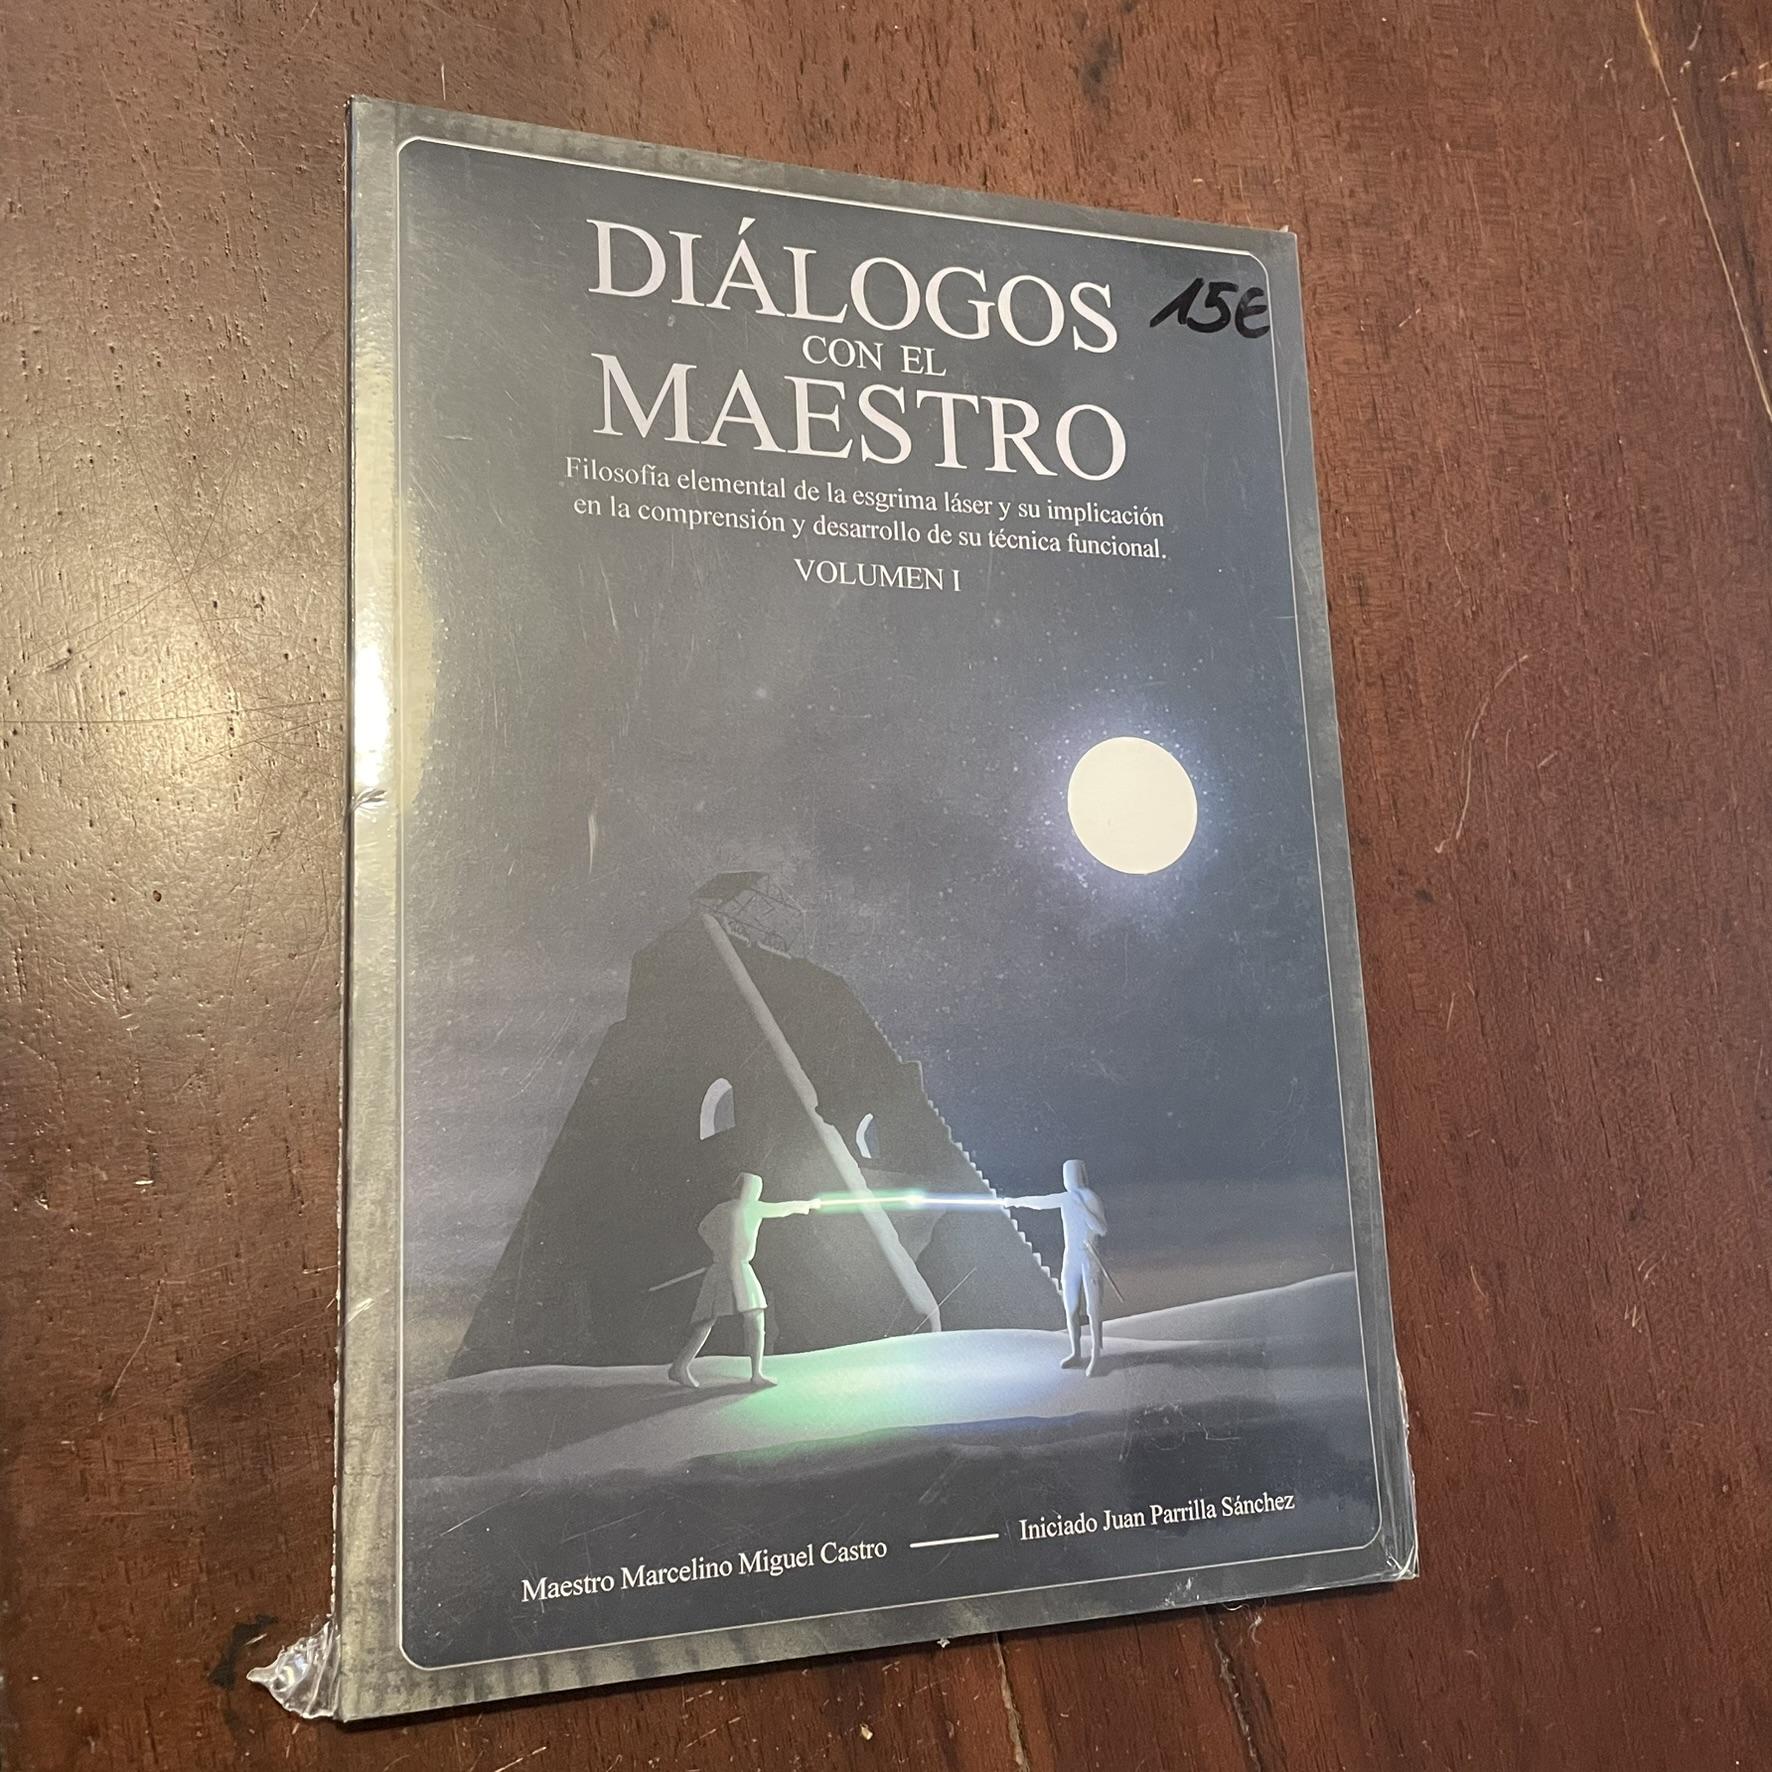 DIÁLOGOS
15€
CON EL
MAESTRO
Filosofía elemental de la esgrima láser y su implicación
en la comprensión y desarrollo de su técnica funcional.
VOLUMEN I
Maestro Marcelino Miguel Castro
Iniciado Juan Parrilla Sánchez